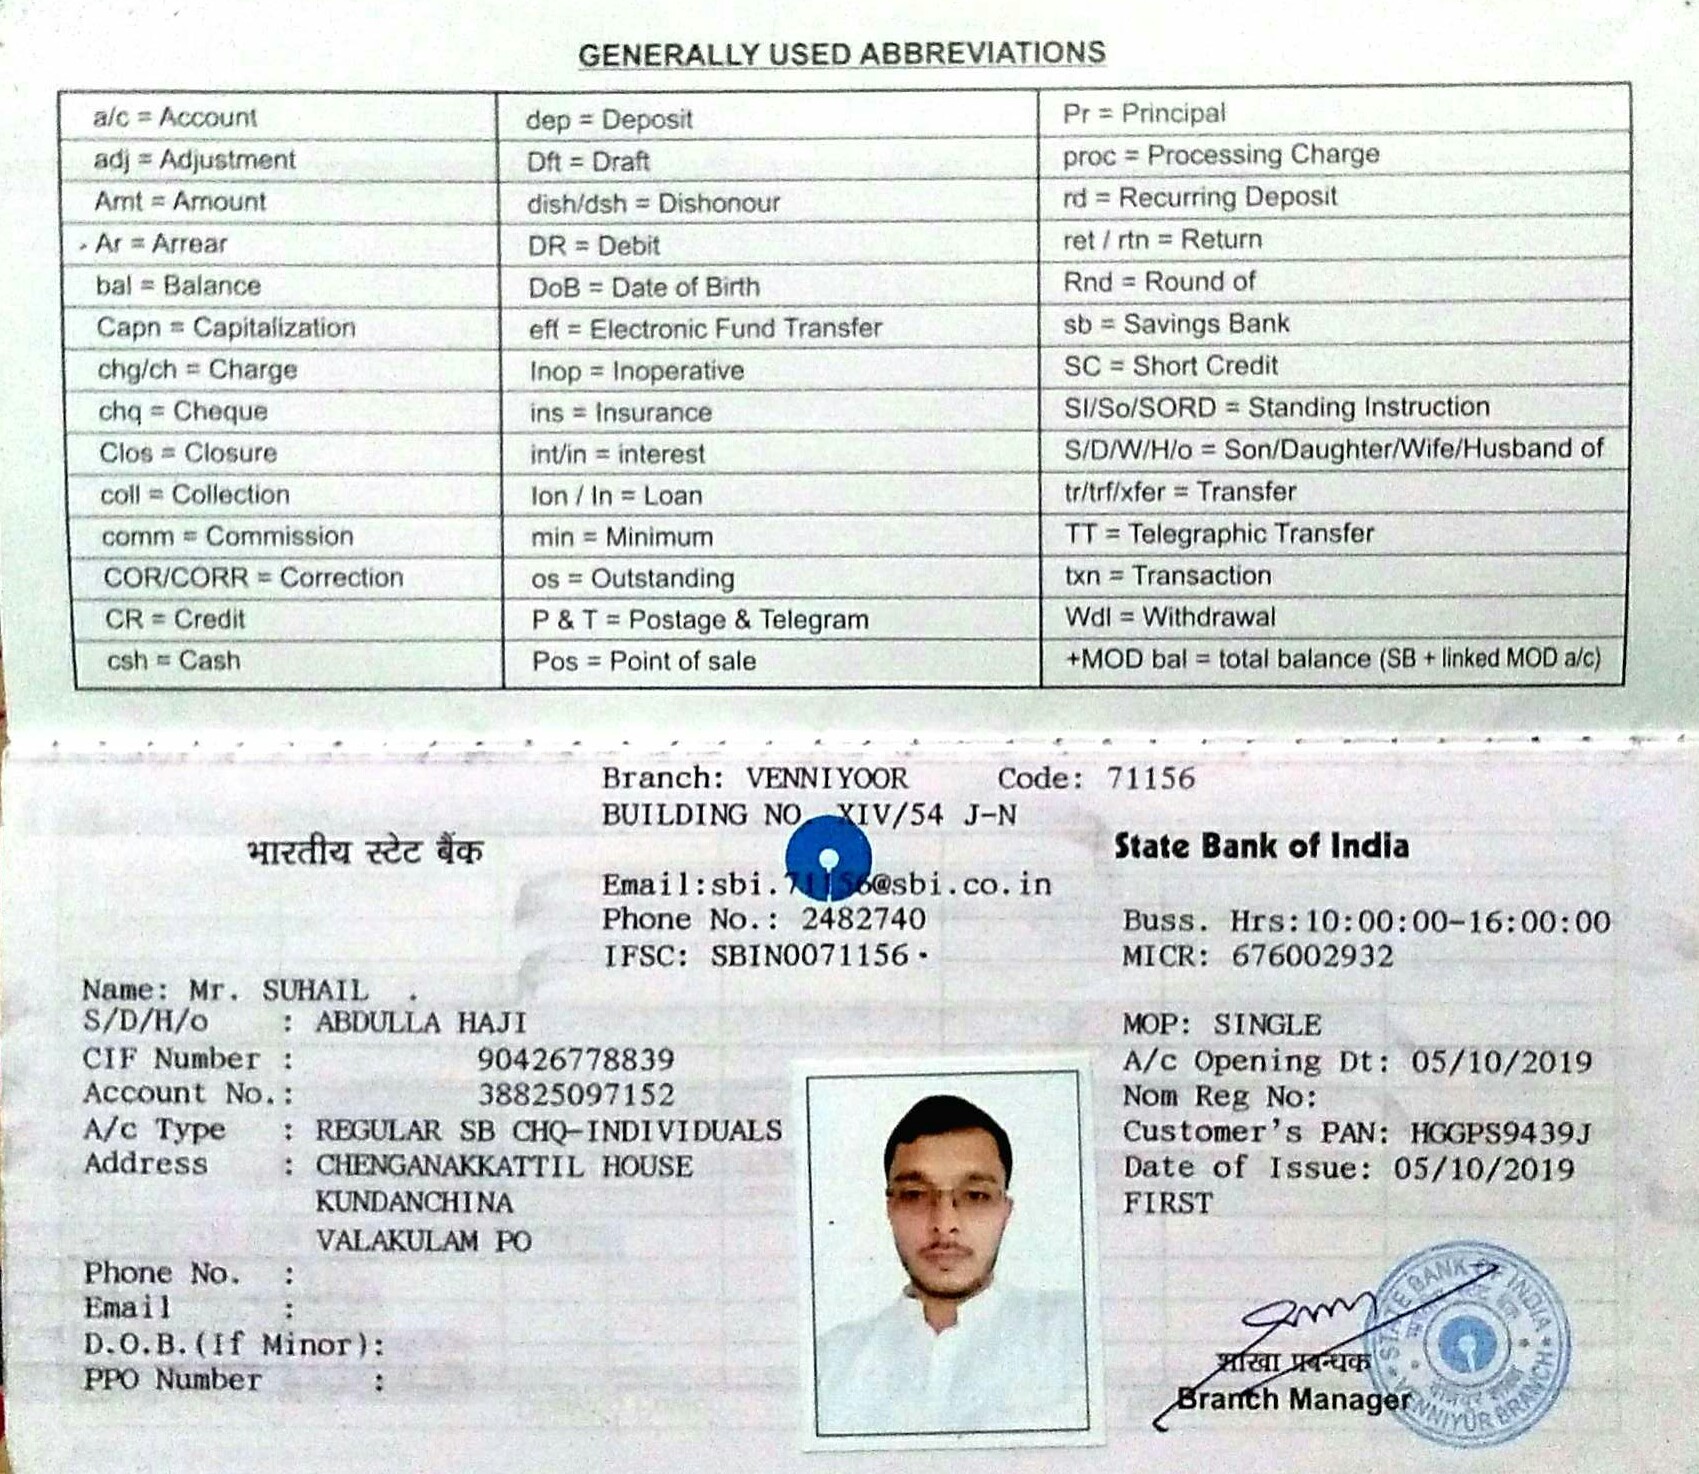 GENERALLY USED ABBREVIATIONS
a/c = Account
adj = Adjustment
Amt = Amount
Ar = Arrear
bal = Balance
Capn = Capitalization
chg/ch = Charge
chq = Cheque
Clos = Closure
coll = Collection
comm = Commission
COR/CORR = Correction
CR = Credit
csh = Cash
dep = Deposit
Dft = Draft
dish/dsh = Dishonour
DR = Debit
DoB = Date of Birth
eff = Electronic Fund Transfer
Inop = Inoperative
ins = Insurance
int/in = interest
lon / ln = Loan
min = Minimum
os = Outstanding
P & T = Postage & Telegram
Pos = Point of sale
Pr = Principal
proc = Processing Charge
rd = Recurring Deposit
ret / rtn = Return
Rnd = Round of
sb = Savings Bank
SC = Short Credit
SI/So/SORD = Standing Instruction
S/D/W/H/o = Son/Daughter/Wife/Husband of
tr/trf/xfer = Transfer
TT = Telegraphic Transfer
txn = Transaction
Wdl = Withdrawal
+MOD bal = total balance (SB + linked MOD a/c)
Branch: VENNIYOOR Code: 71156
BUILDING NO XIV/54 J-N
भारतीय स्टेट बैंक
State Bank of India
Email:sbi.71156@sbi.co.in
Phone No.: 2482740 Buss. Hrs:10:00:00-16:00:00
IFSC: SBIN0071156 MICR: 676002932
Name: Mr. SUHAIL .
S/D/H/o : ABDULLA HAJI
CIF Number : 90426778839
Account No.: 38825097152
A/c Type : REGULAR SB CHQ-INDIVIDUALS
Address : CHENGANAKKATTIL HOUSE
KUNDANCHINA
VALAKULAM PO
Phone No. :
Email :
D.O.B.(If Minor):
PPO Number :
MOP: SINGLE
A/c Opening Dt: 05/10/2019
Nom Reg No:
Customer's PAN: HGGPS9439J
Date of Issue: 05/10/2019
FIRST
शाखा प्रबन्धक
Branch Manager
STATE BANK OF INDIA
VENNIYUR BRANCH